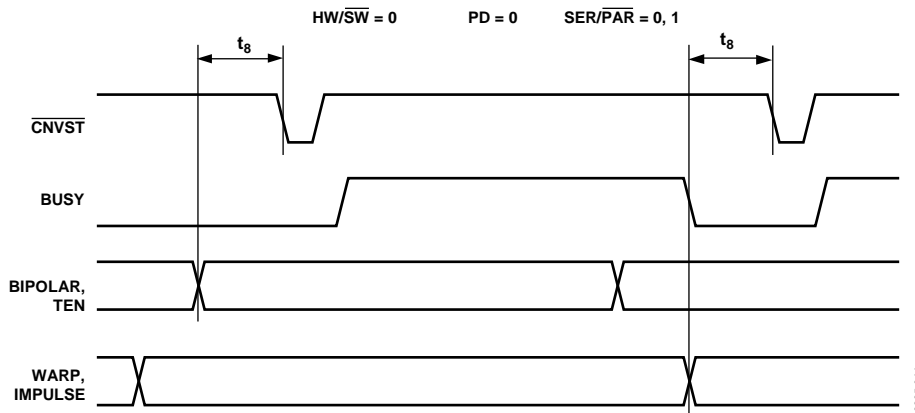 HW/SW = 0 PD = 0 SER/PAR = 0, 1
t8 t8
CNVST
BUSY
BIPOLAR,
TEN
WARP,
IMPULSE